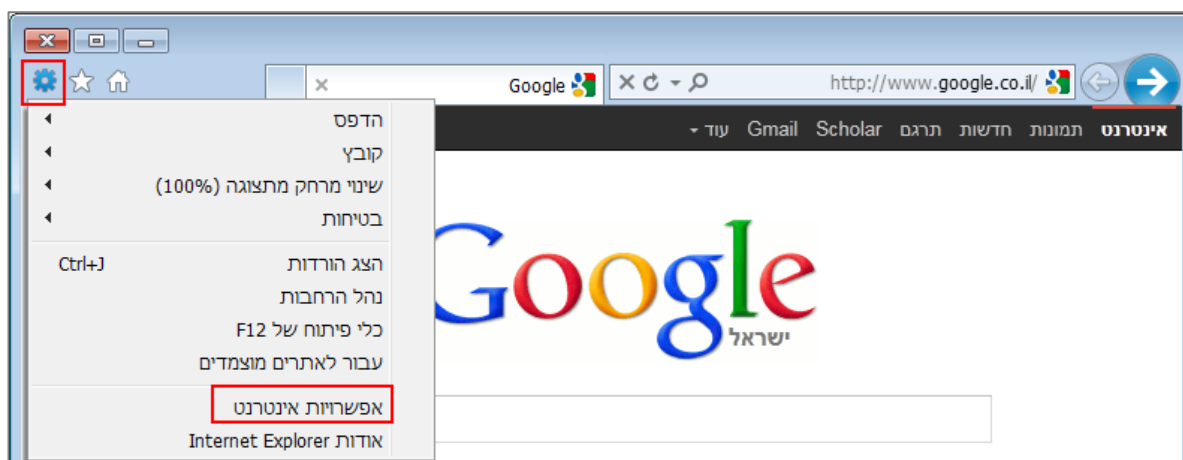 http://www.google.co.il/
Google
אינטרנט תמונות חדשות תרגם Scholar Gmail עוד
הדפס
קובץ
שינוי מרחק מתצוגה (100%)
בטיחות
הצג הורדות Ctrl+J
נהל הרחבות
כלי פיתוח של F12
עבור לאתרים מוצמדים
אפשרויות אינטרנט
אודות Internet Explorer
Google
ישראל